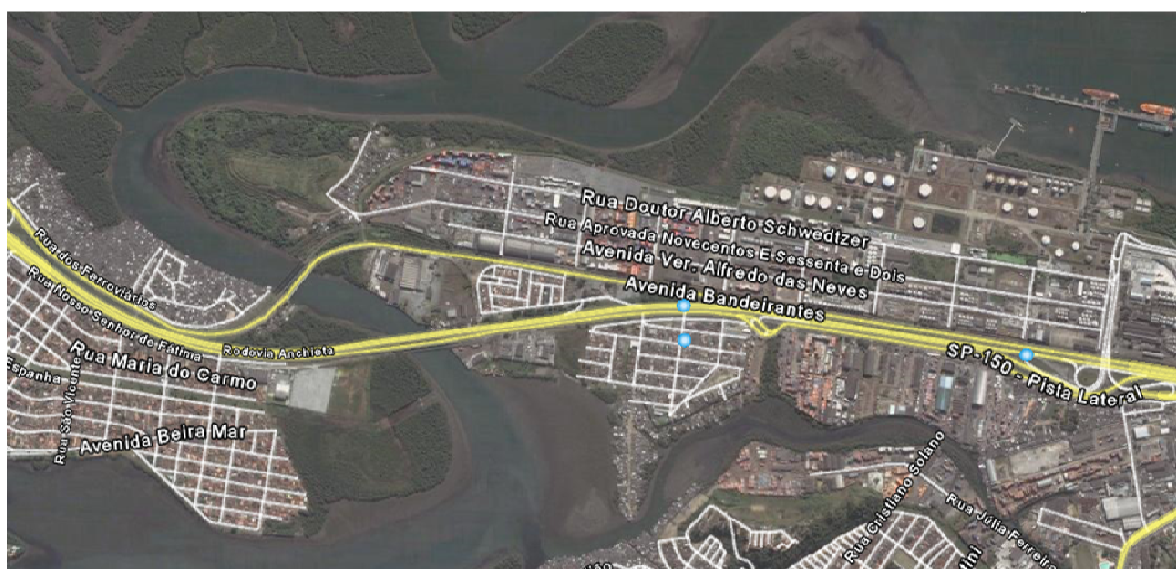 Rua Doutor Alberto Schwedtzer
Rua Aprovada Novecentos E Sessenta e Dois
Avenida Ver. Alfredo das Neves
Avenida Bandeirantes
Rua dos Ferroviários
Rua Nosso Senhor de Fátima
Rodovia Anchieta
Rua Maria do Carmo
Espanha
Rua São Vicente
Avenida Beira Mar
SP-150 - Pista Lateral
Rua Cristiano Solano
Rua Júlia Ferreira